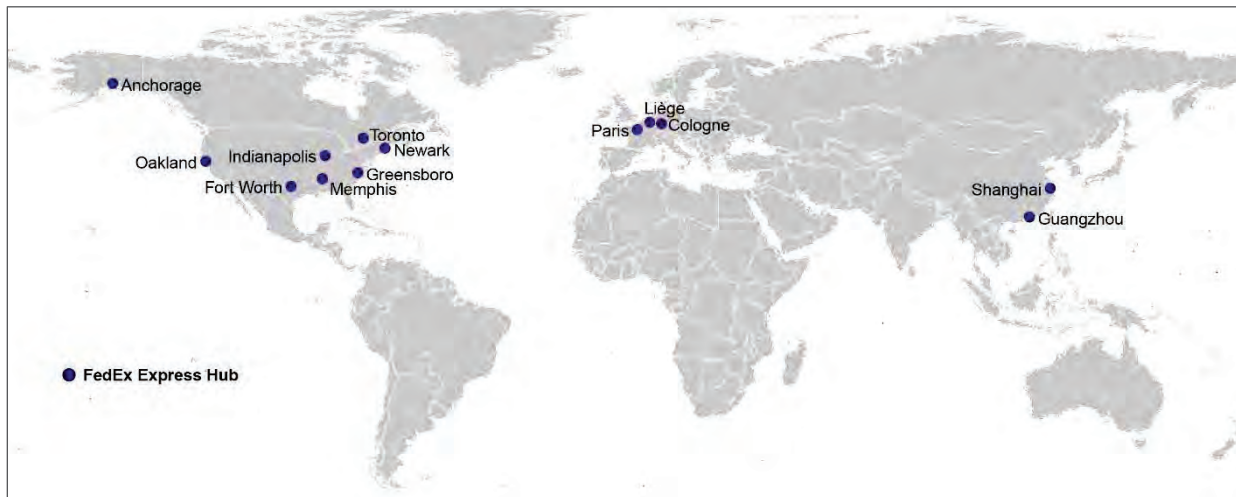 Anchorage
Liège
Toronto
Paris
Cologne
Newark
Oakland
Indianapolis
Greensboro
Fort Worth
Memphis
Shanghai
Guangzhou
FedEx Express Hub